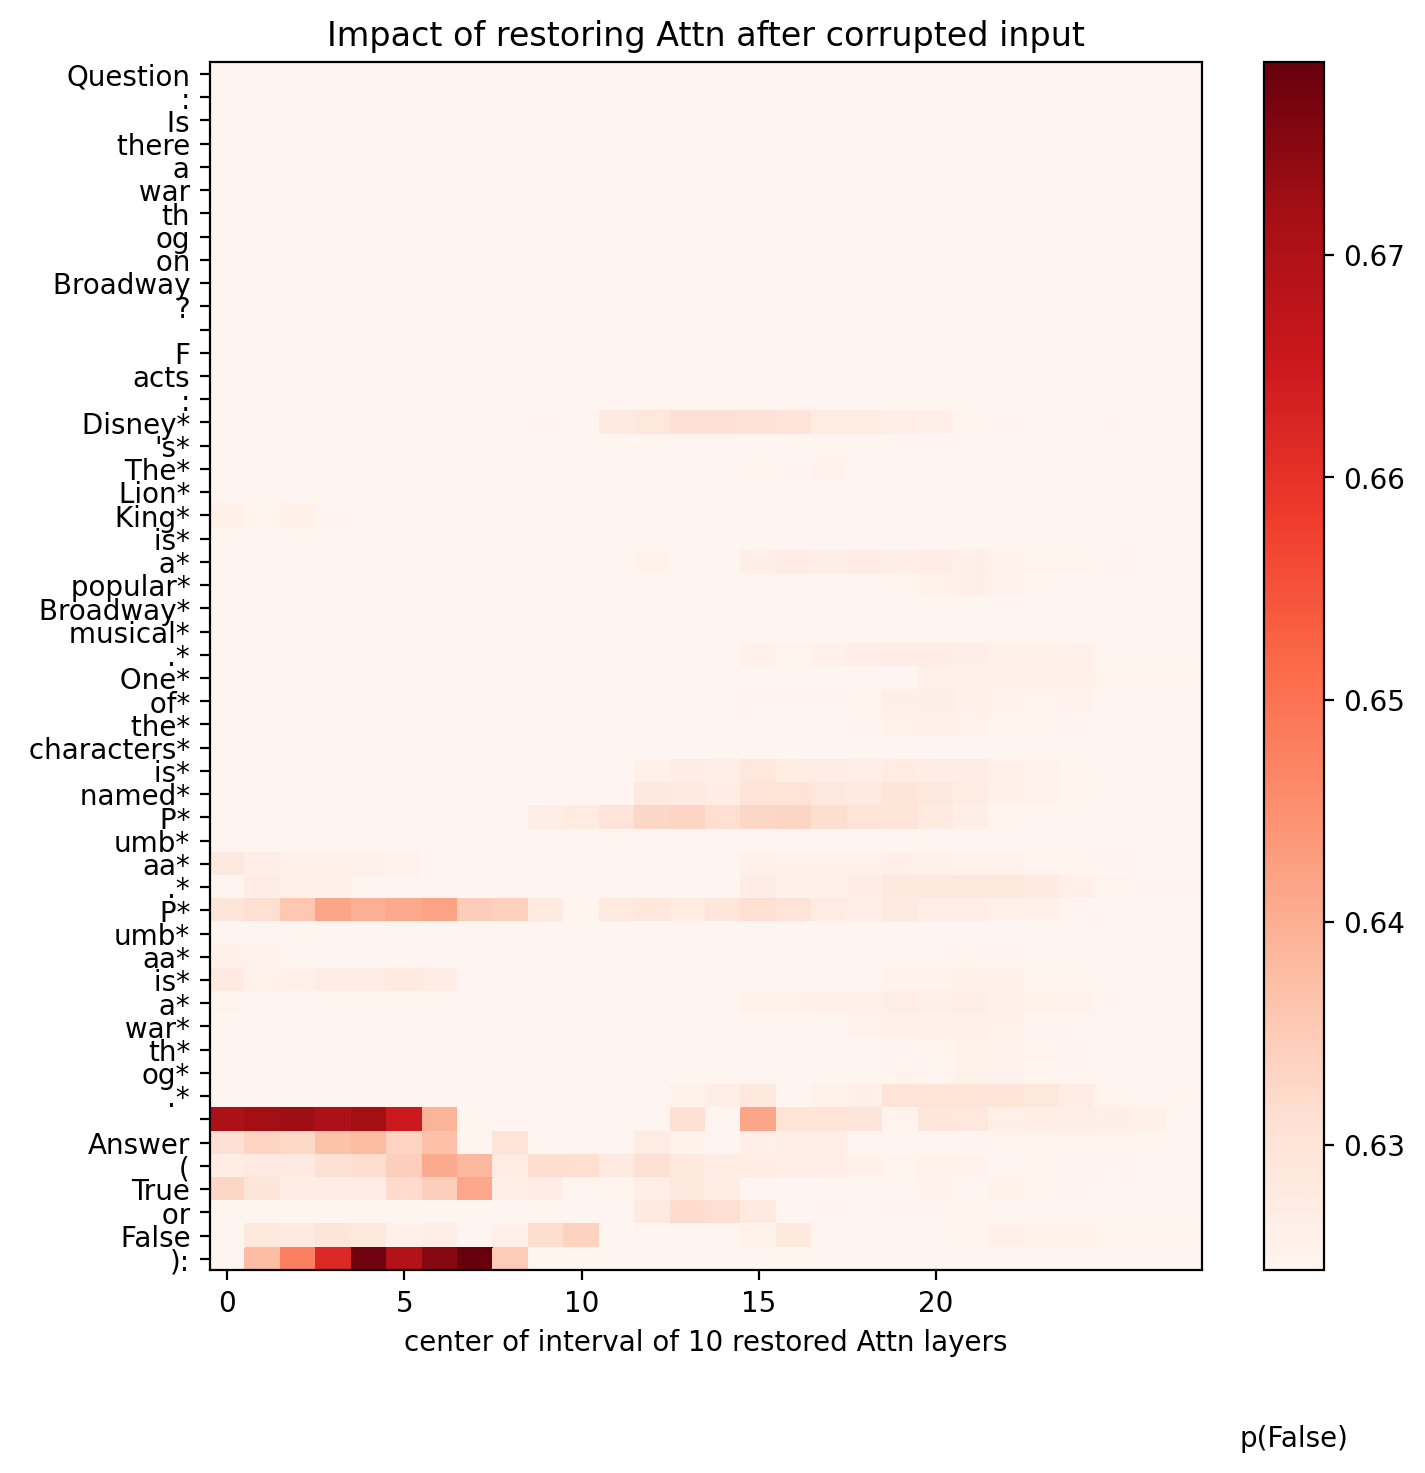 Impact of restoring Attn after corrupted input
Question
:
Is
there
a
war
th
og
on
Broadway
?
F
acts
:
Disney*
's*
The*
Lion*
King*
is*
a*
popular*
Broadway*
musical*
.*
One*
of*
the*
characters*
is*
named*
P*
umb*
aa*
.*
P*
umb*
aa*
is*
a*
war*
th*
og*
.*
Answer
(
True
or
False
):
0 5 10 15 20
center of interval of 10 restored Attn layers
0.67
0.66
0.65
0.64
0.63
p(False)